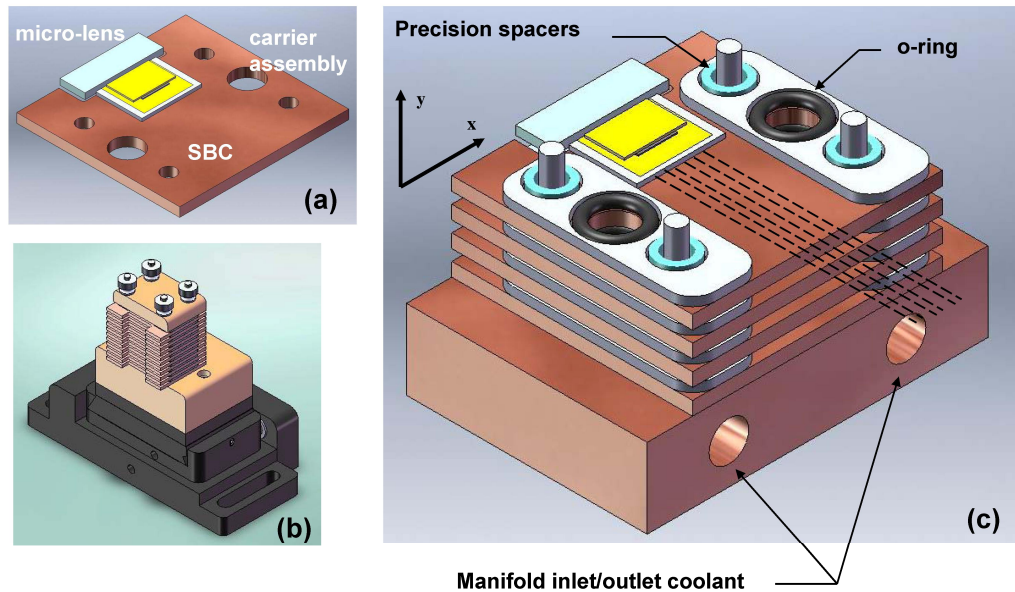 micro-lens
carrier
assembly
SBC
(a)
(b)
Precision spacers
o-ring
y
x
(c)
Manifold inlet/outlet coolant